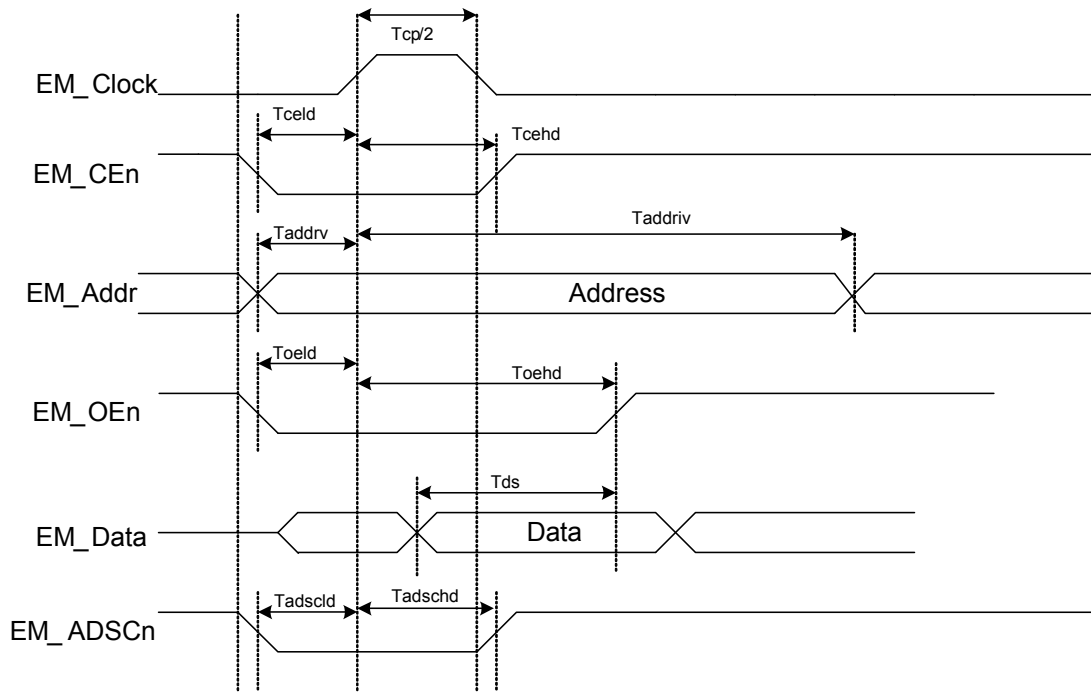 Tcp/2
EM_Clock
Tceld
Tcehd
EM_CEn
Taddrv
Taddriv
EM_Addr
Address
Toeld
Toehd
EM_OEn
Tds
EM_Data
Data
Tadscld
Tadschd
EM_ADSCn